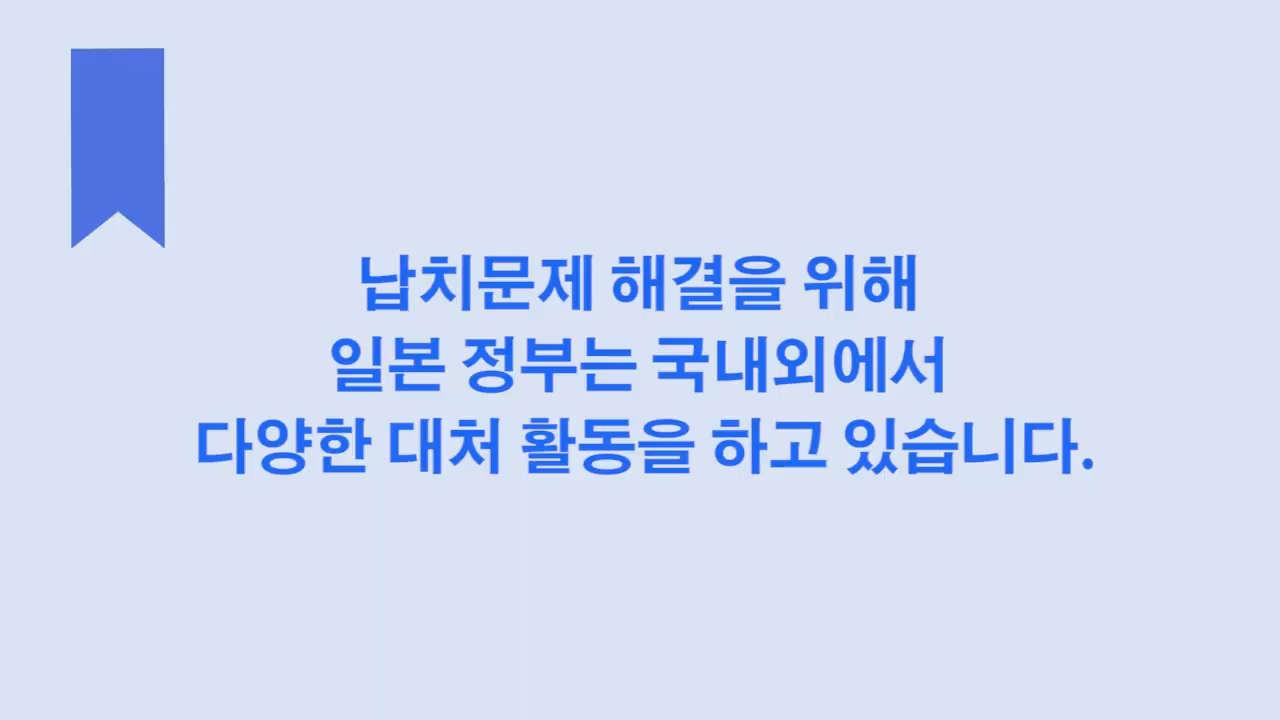 납치문제 해결을 위해
일본 정부는 국내외에서
다양한 대처 활동을 하고 있습니다.